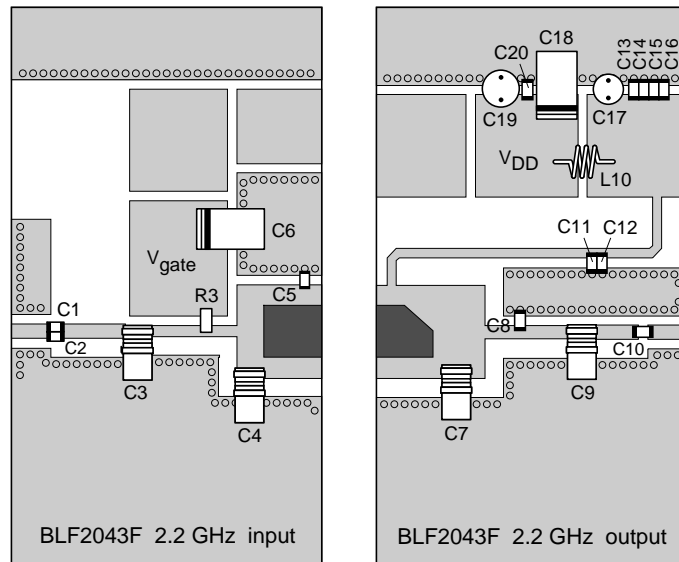 C6
V gate
C5
C1
R3
C2
C3
C4
BLF2043F 2.2 GHz input
C13
C14
C15
C16
C18
C20
C19
C17
VDD
L10
C11
C12
C8
C10
C9
C7
BLF2043F 2.2 GHz output